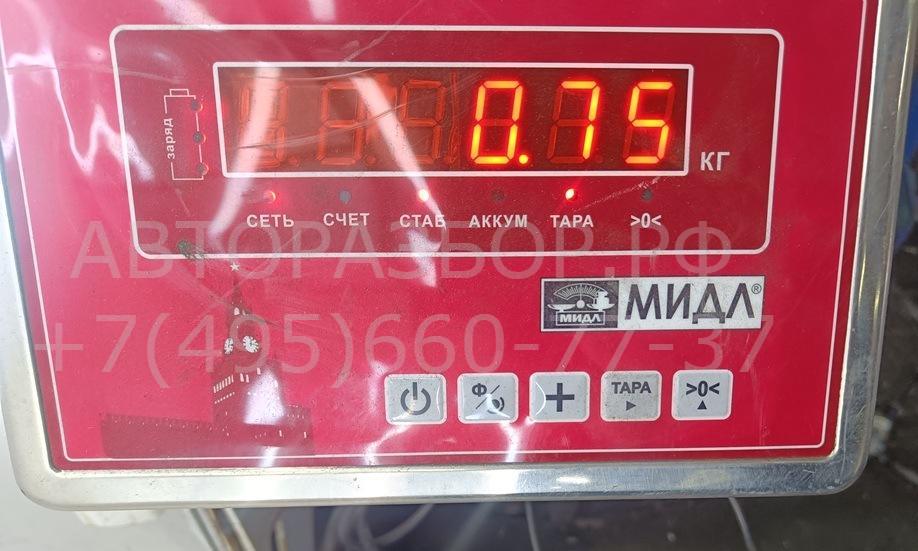 заряд
0.75 КГ
СЕТЬ СЧЕТ СТАБ АККУМ ТАРА >0<
АВТОРАЗБОР.РФ
МИДЛ МИДЛ®
+7(495)660-77-37
Ф/ + ТАРА >0<